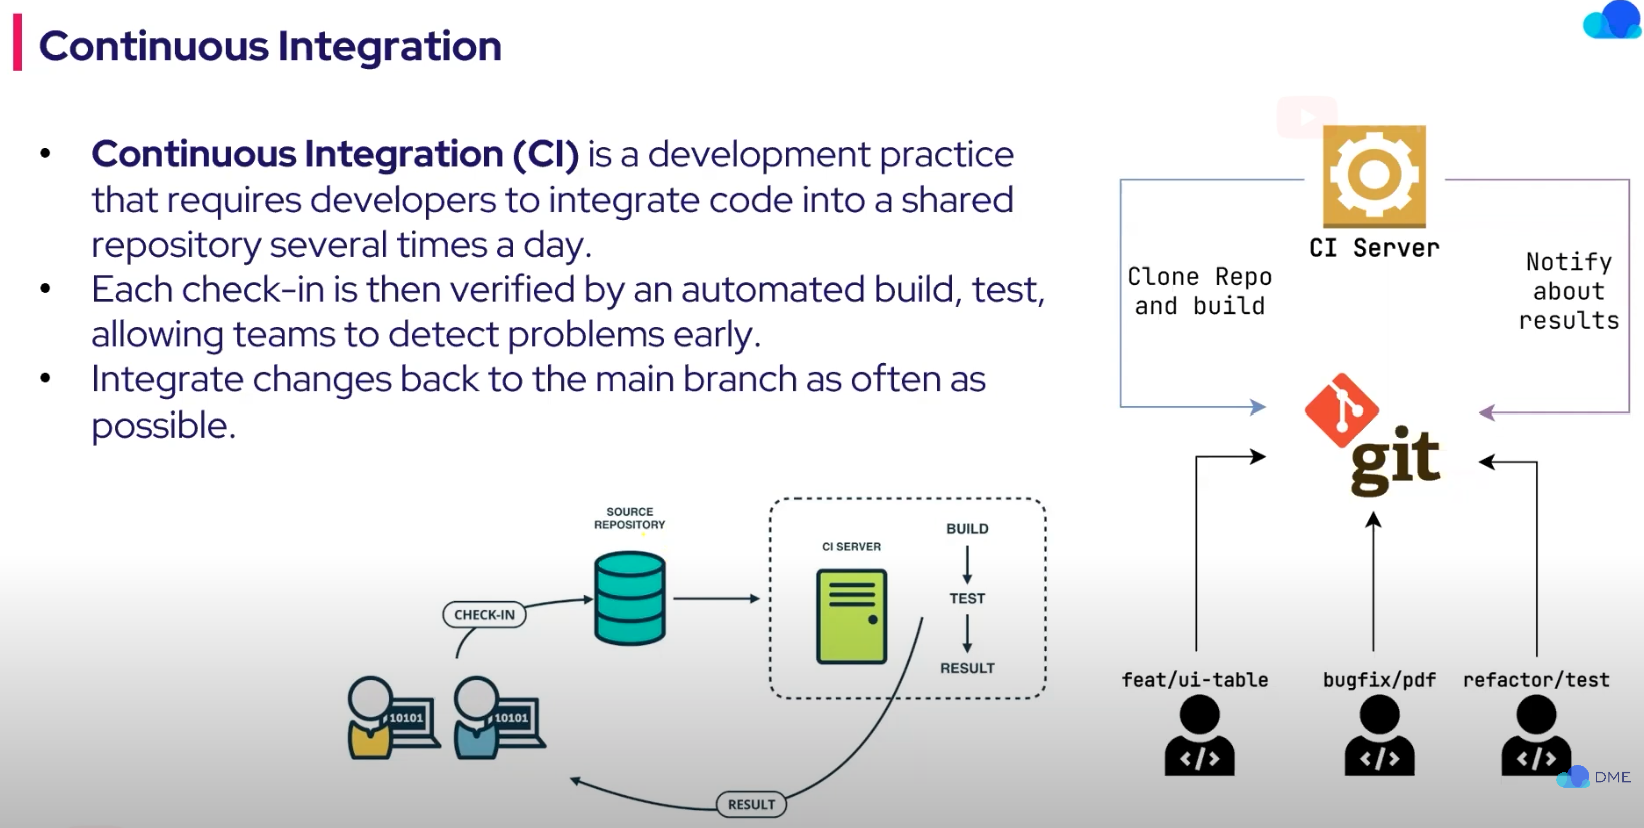 Continuous Integration
• Continuous Integration (CI) is a development practice
that requires developers to integrate code into a shared
repository several times a day.
• Each check-in is then verified by an automated build, test,
allowing teams to detect problems early.
• Integrate changes back to the main branch as often as
possible.
SOURCE
REPOSITORY
CHECK-IN
10101
10101
CI SERVER
BUILD
TEST
RESULT
RESULT
CI Server
Clone Repo
and build
Notify
about
results
git
feat/ui-table
bugfix/pdf
refactor/test
</>
</>
</>
DME